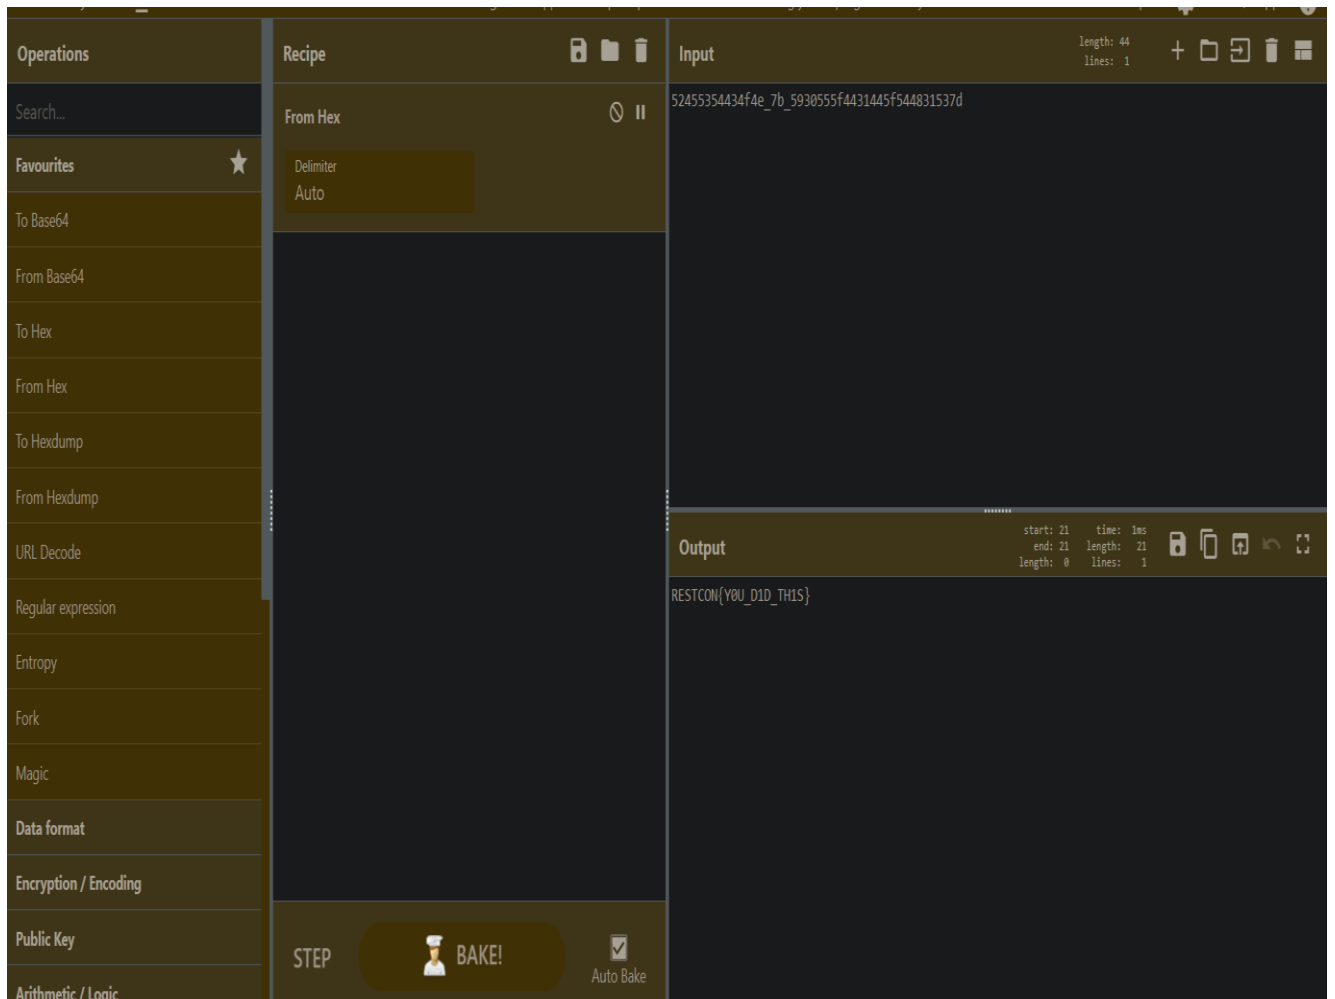 Operations
Search...
Favourites
To Base64
From Base64
To Hex
From Hex
To Hexdump
From Hexdump
URL Decode
Regular expression
Entropy
Fork
Magic
Data format
Encryption / Encoding
Public Key
Arithmetic / Logic
Recipe
From Hex
Delimiter
Auto
STEP
BAKE!
Auto Bake
Input
length: 44
lines: 1
52455354434f4e_7b_5930555f4431445f544831537d
Output
start: 21 time: 1ms
end: 21 length: 21
length: 0 lines: 1
RESTCON{Y0U_D1D_TH1S}